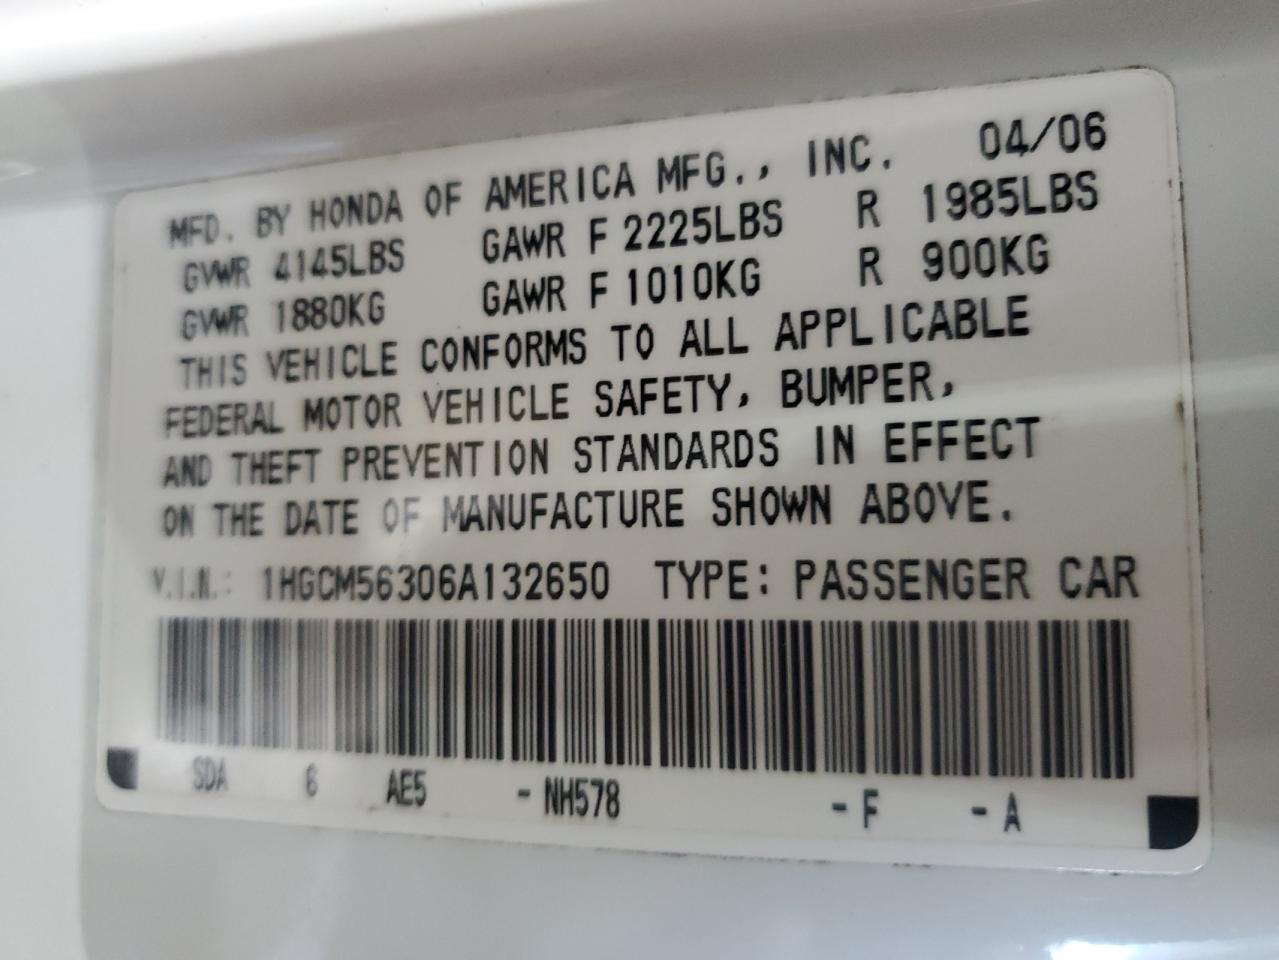 MFD. BY HONDA OF AMERICA MFG., INC. 04/06
GVWR 4145LBS GAWR F 2225LBS R 1985LBS
GVWR 1880KG GAWR F 1010KG R 900KG
THIS VEHICLE CONFORMS TO ALL APPLICABLE
FEDERAL MOTOR VEHICLE SAFETY, BUMPER,
AND THEFT PREVENTION STANDARDS IN EFFECT
ON THE DATE OF MANUFACTURE SHOWN ABOVE.
V.I.N.: 1HGCM56306A132650 TYPE: PASSENGER CAR
SDA 6 AE5 - NH578 - F - A